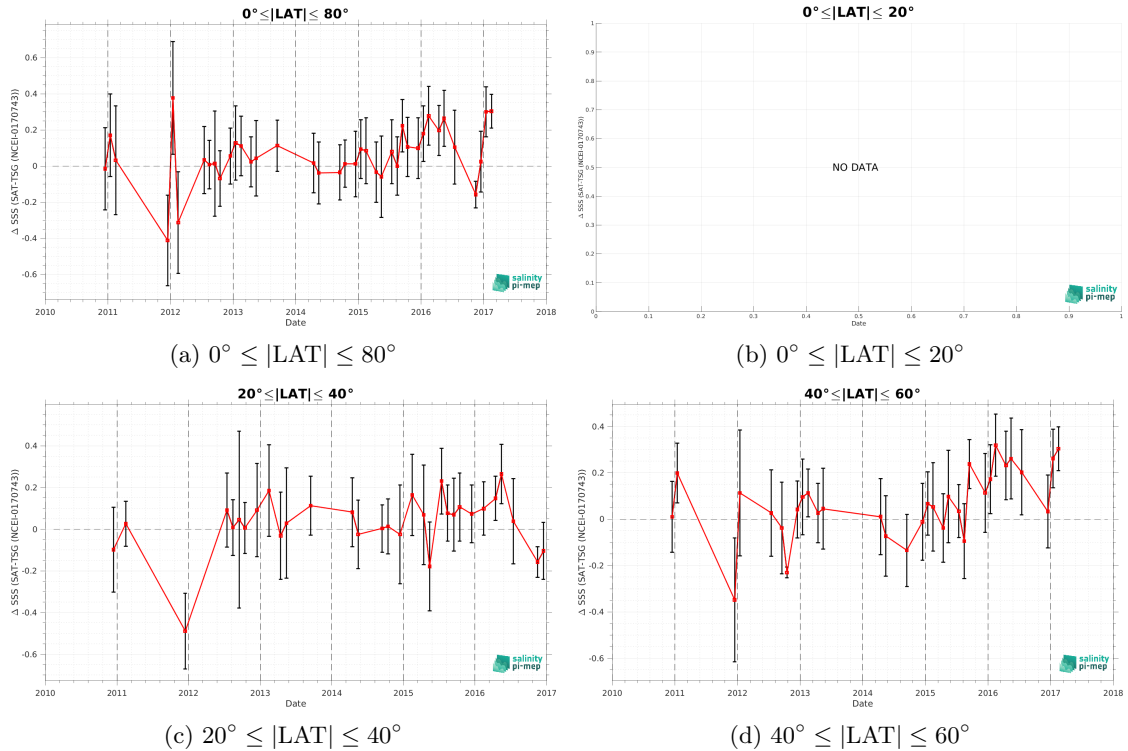 0°≤|LAT|≤ 80°
Δ SSS (SAT-TSG (NCEI-0170743))
0.6
0.4
0.2
0
-0.2
-0.4
-0.6
2010 2011 2012 2013 2014 2015 2016 2017 2018
Date
salinity
pi-mep
(a) 0° ≤ |LAT| ≤ 80°
0°≤|LAT|≤ 20°
Δ SSS (SAT-TSG (NCEI-0170743))
1
0.9
0.8
0.7
0.6
0.5
0.4
0.3
0.2
0.1
0
NO DATA
0 0.1 0.2 0.3 0.4 0.5 0.6 0.7 0.8 0.9 1
Date
salinity
pi-mep
(b) 0° ≤ |LAT| ≤ 20°
20°≤|LAT|≤ 40°
Δ SSS (SAT-TSG (NCEI-0170743))
0.4
0.2
0
-0.2
-0.4
-0.6
2010 2011 2012 2013 2014 2015 2016 2017
Date
salinity
pi-mep
(c) 20° ≤ |LAT| ≤ 40°
40°≤|LAT|≤ 60°
Δ SSS (SAT-TSG (NCEI-0170743))
0.4
0.2
0
-0.2
-0.4
-0.6
2010 2011 2012 2013 2014 2015 2016 2017 2018
Date
salinity
pi-mep
(d) 40° ≤ |LAT| ≤ 60°